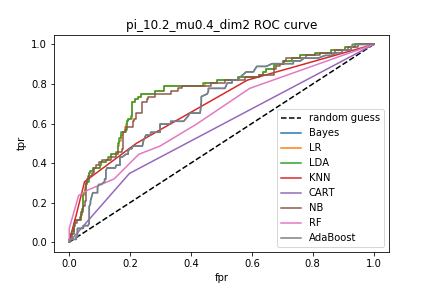 pi_10.2_mu0.4_dim2 ROC curve
tpr
1.0
0.8
0.6
0.4
0.2
0.0
random guess
Bayes
LR
LDA
KNN
CART
NB
RF
AdaBoost
0.0 0.2 0.4 0.6 0.8 1.0
fpr